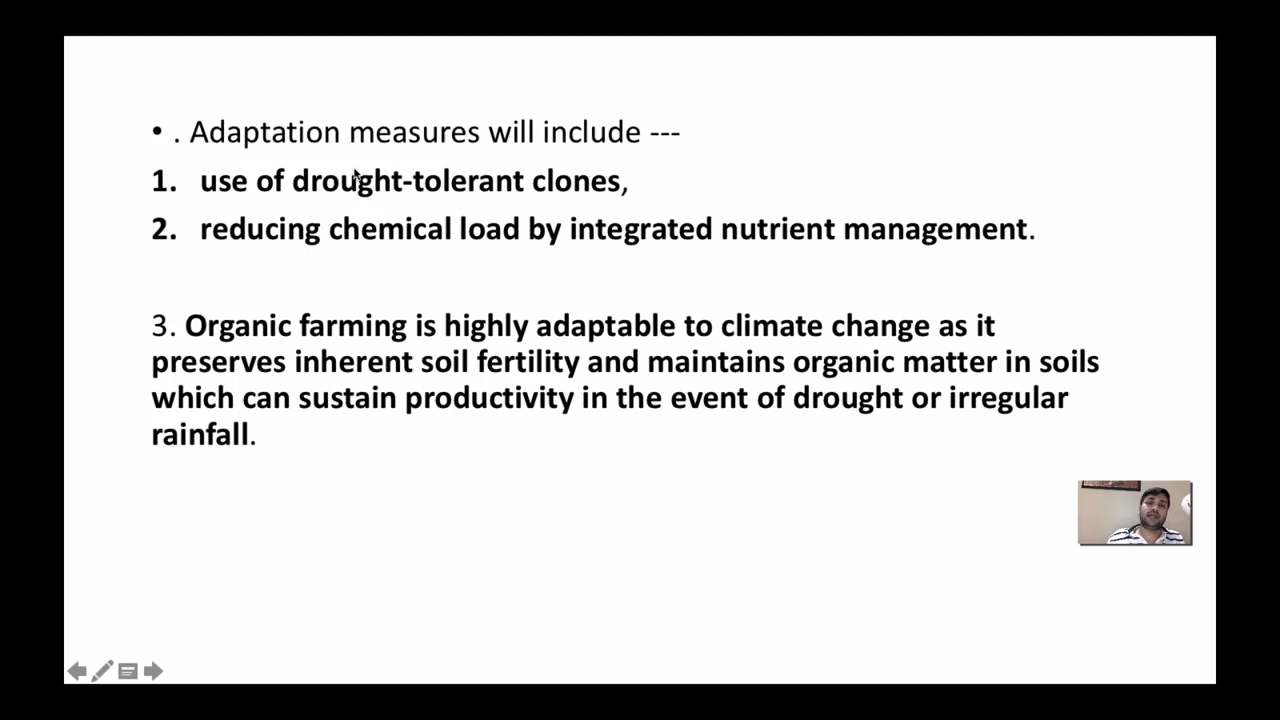 • . Adaptation measures will include ---
1. use of drought-tolerant clones,
2. reducing chemical load by integrated nutrient management.
3. Organic farming is highly adaptable to climate change as it
preserves inherent soil fertility and maintains organic matter in soils
which can sustain productivity in the event of drought or irregular
rainfall.